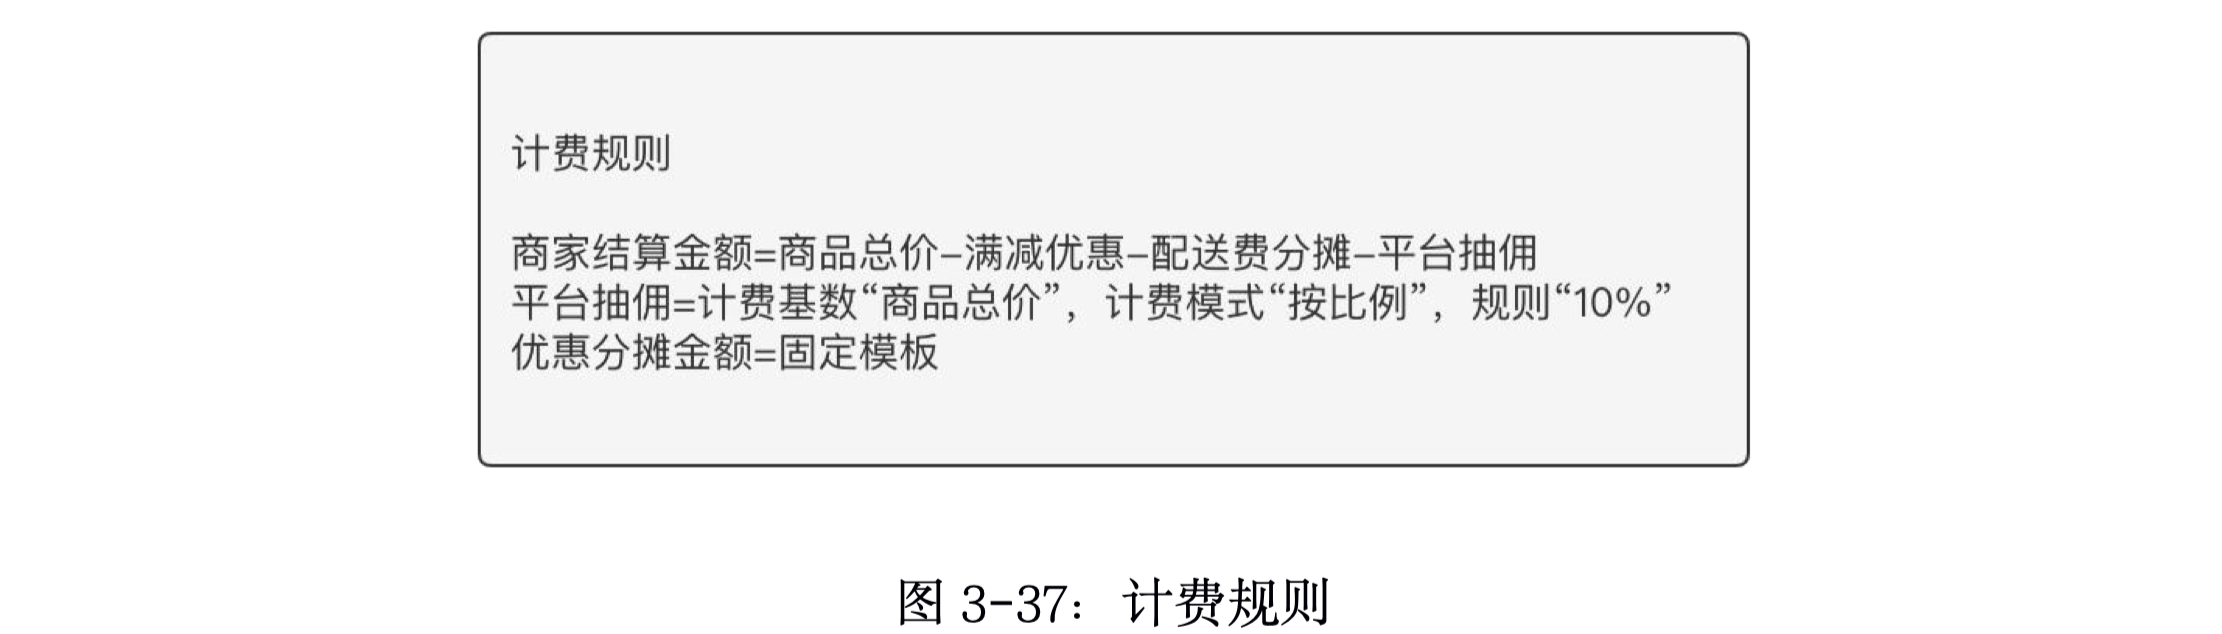 计费规则
商家结算金额=商品总价–满减优惠–配送费分摊–平台抽佣
平台抽佣=计费基数“商品总价”，计费模式“按比例”，规则“10%”
优惠分摊金额=固定模板
图 3-37：计费规则